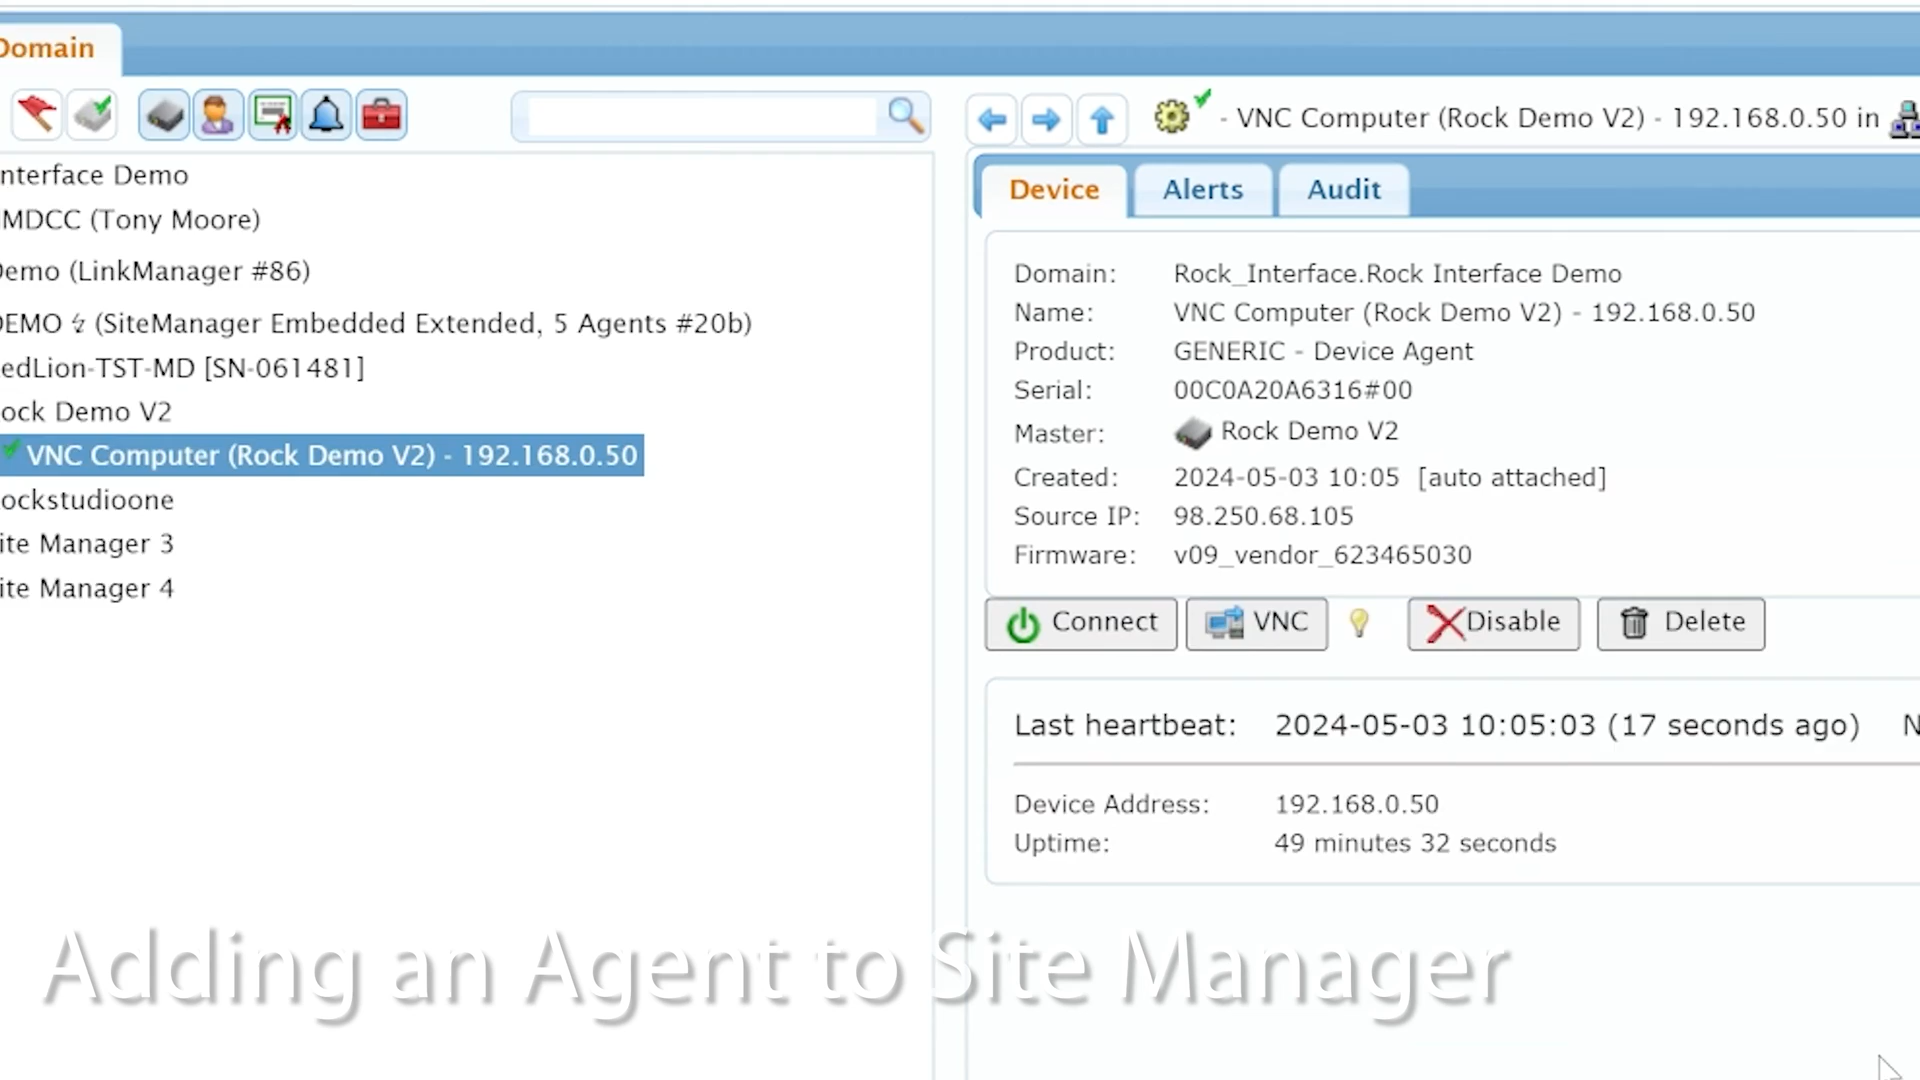 Domain
- VNC Computer (Rock Demo V2) - 192.168.0.50 in
nterface Demo
MDCC (Tony Moore)
Demo (LinkManager #86)
DEMO (SiteManager Embedded Extended, 5 Agents #20b)
edLion-TST-MD [SN-061481]
ock Demo V2
VNC Computer (Rock Demo V2) - 192.168.0.50
ockstudioone
ite Manager 3
ite Manager 4
Device Alerts Audit
Domain: Rock_Interface.Rock Interface Demo
Name: VNC Computer (Rock Demo V2) - 192.168.0.50
Product: GENERIC - Device Agent
Serial: 00C0A20A6316#00
Master: Rock Demo V2
Created: 2024-05-03 10:05 [auto attached]
Source IP: 98.250.68.105
Firmware: v09_vendor_623465030
Connect VNC Disable Delete
Last heartbeat: 2024-05-03 10:05:03 (17 seconds ago) N
Device Address: 192.168.0.50
Uptime: 49 minutes 32 seconds
Adding an Agent to Site Manager